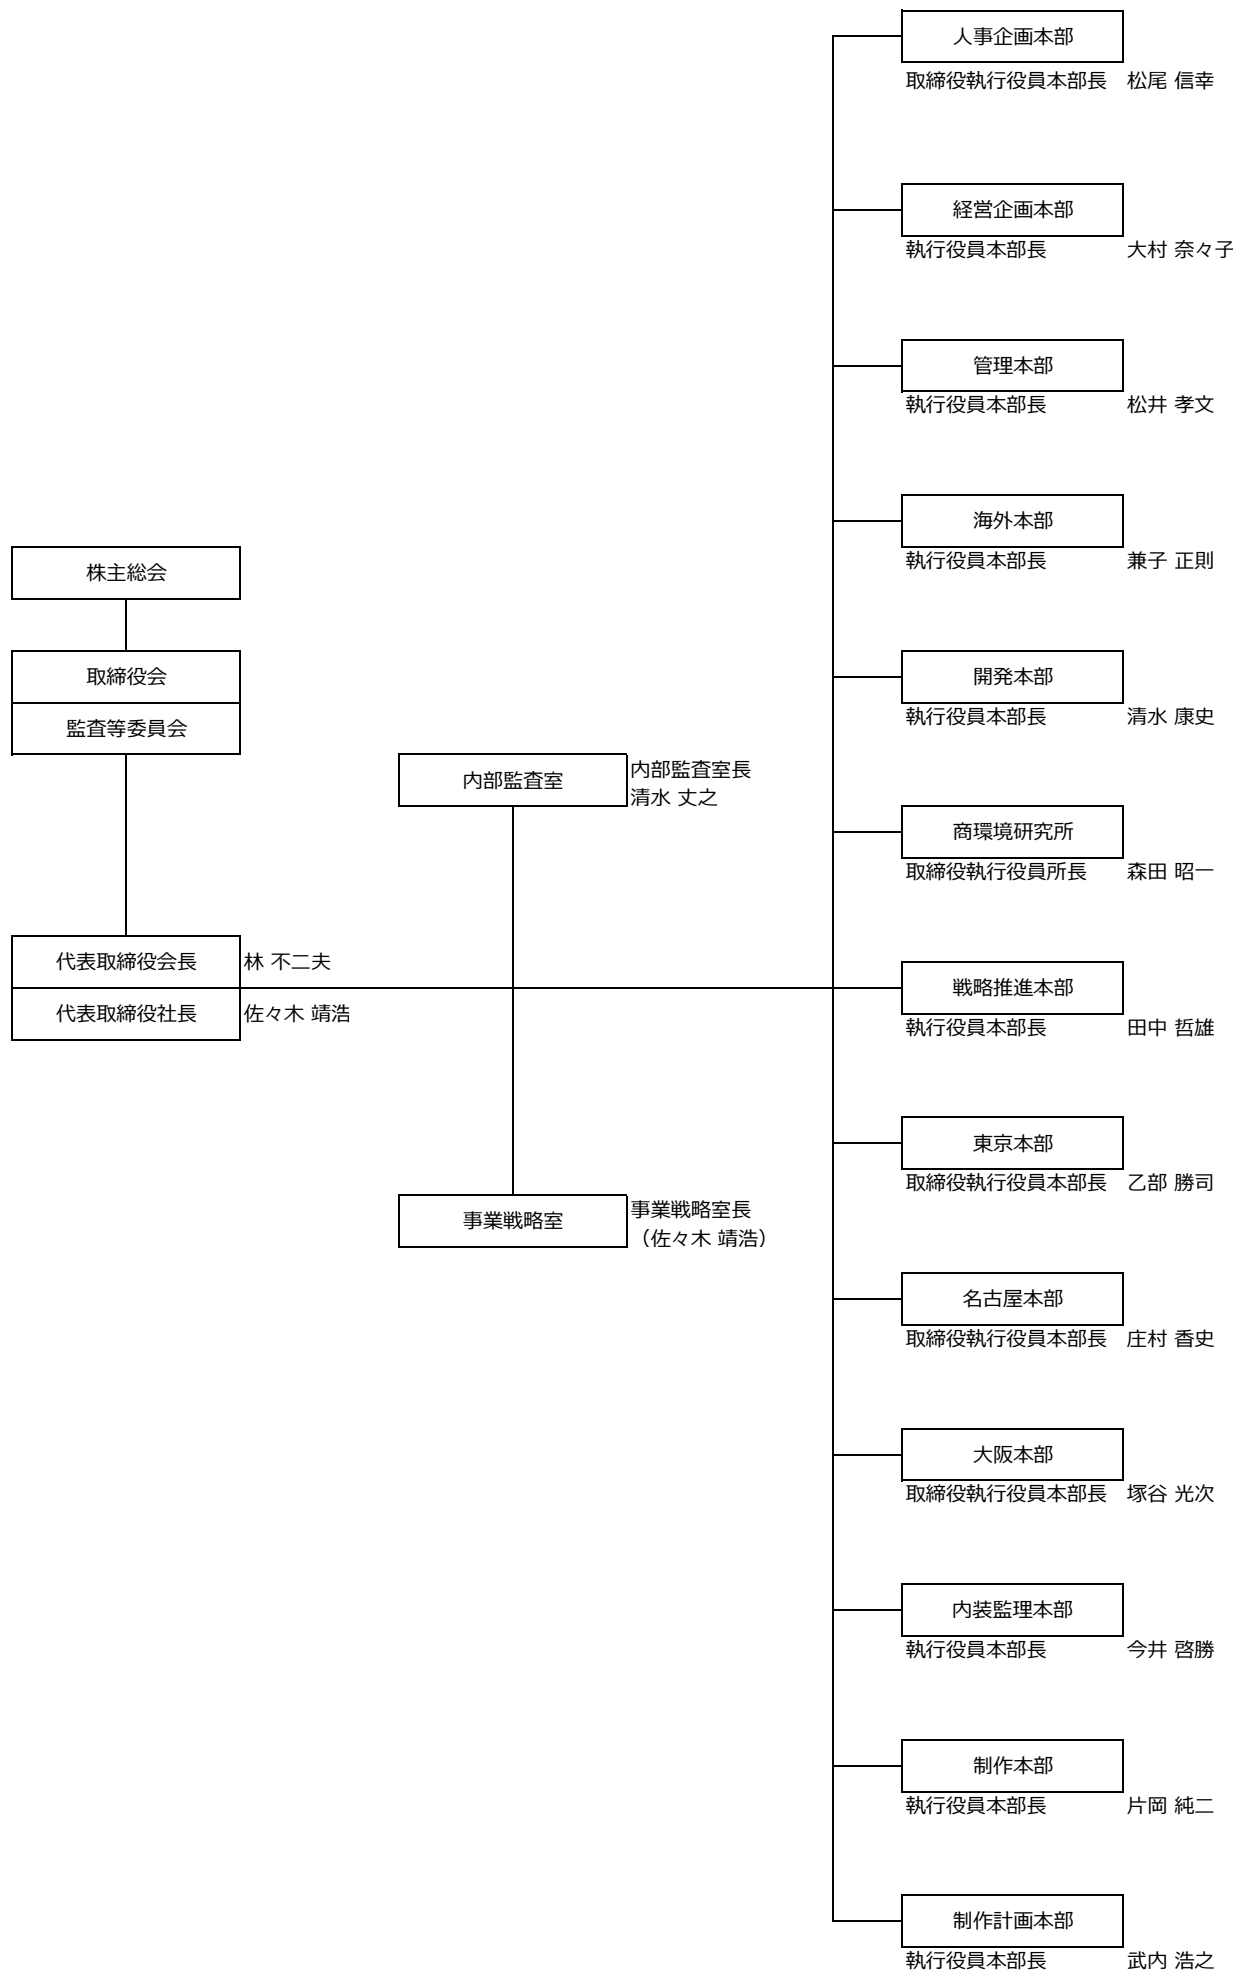 株主総会
取締役会
監査等委員会
代表取締役会長 林 不二夫
代表取締役社長 佐々木 靖浩
内部監査室
内部監査室長
清水 丈之
事業戦略室
事業戦略室長
（佐々木 靖浩）
人事企画本部
取締役執行役員本部長 松尾 信幸
経営企画本部
執行役員本部長 大村 奈々子
管理本部
執行役員本部長 松井 孝文
海外本部
執行役員本部長 兼子 正則
開発本部
執行役員本部長 清水 康史
商環境研究所
取締役執行役員所長 森田 昭一
戦略推進本部
執行役員本部長 田中 哲雄
東京本部
取締役執行役員本部長 乙部 勝司
名古屋本部
取締役執行役員本部長 庄村 香史
大阪本部
取締役執行役員本部長 塚谷 光次
内装監理本部
執行役員本部長 今井 啓勝
制作本部
執行役員本部長 片岡 純二
制作計画本部
執行役員本部長 武内 浩之